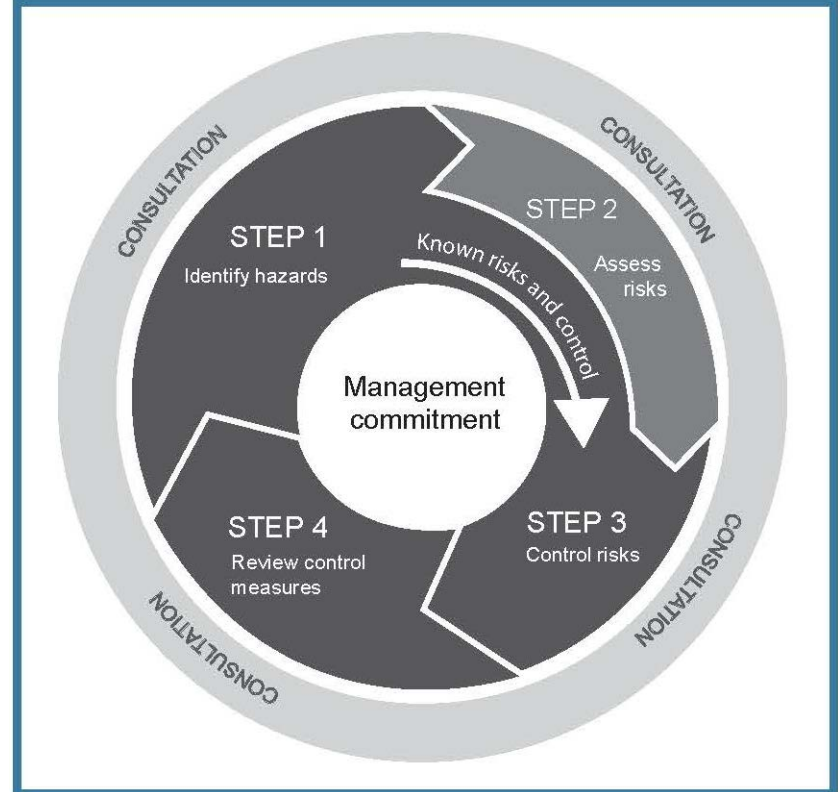 CONSULTATION
CONSULTATION
STEP 1
Identify hazards
STEP 2
Assess
risks
Known risks and control
Management
commitment
STEP 3
Control risks
STEP 4
Review control
measures
CONSULTATION
CONSULTATION